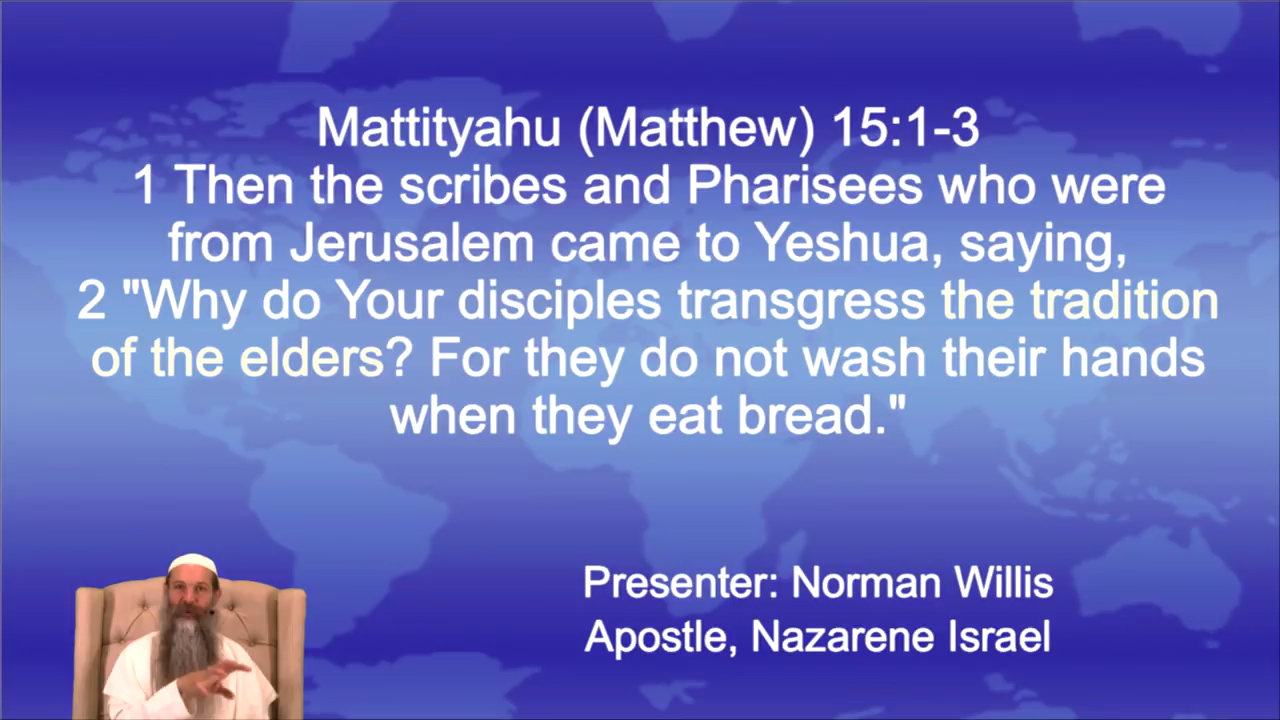 Mattityahu (Matthew) 15:1-3
1 Then the scribes and Pharisees who were
from Jerusalem came to Yeshua, saying,
2 "Why do Your disciples transgress the tradition
of the elders? For they do not wash their hands
when they eat bread."
Presenter: Norman Willis
Apostle, Nazarene Israel